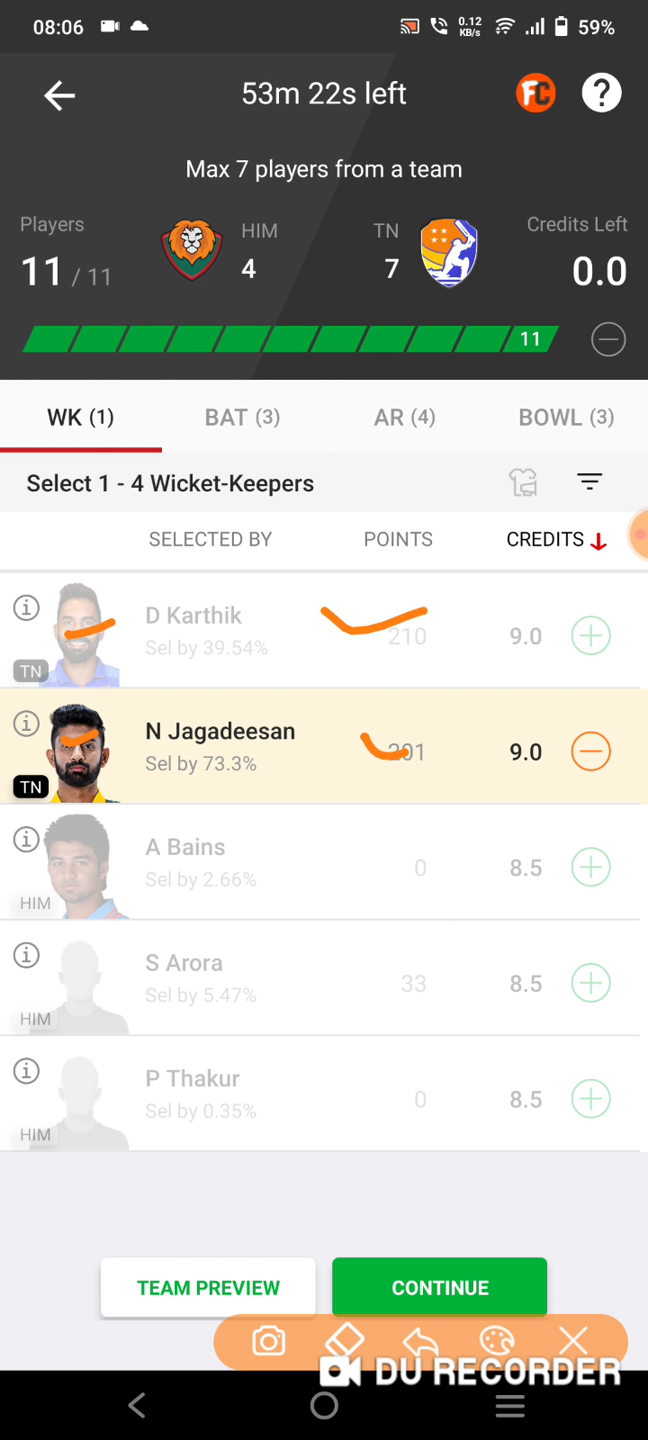 08:06 0.12 KB/s 59%
53m 22s left FC ?
Max 7 players from a team
Players HIM TN Credits Left
11 / 11 4 7 0.0
11
WK (1) BAT (3) AR (4) BOWL (3)
Select 1 - 4 Wicket-Keepers
SELECTED BY POINTS CREDITS
D Karthik
210 9.0
Sel by 39.54%
TN
N Jagadeesan
201 9.0
Sel by 73.3%
TN
A Bains
0 8.5
Sel by 2.66%
HIM
S Arora
33 8.5
Sel by 5.47%
HIM
P Thakur
0 8.5
Sel by 0.35%
HIM
TEAM PREVIEW CONTINUE
DU RECORDER